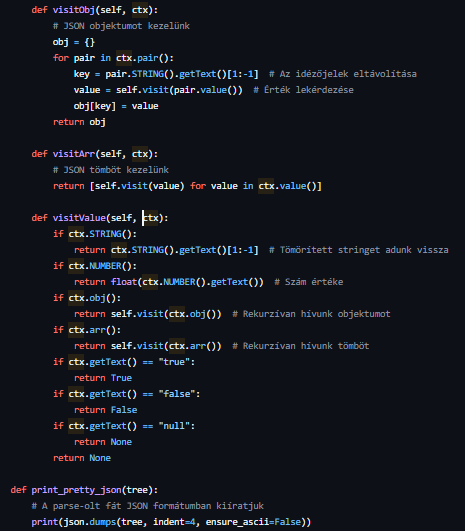 def visitObj(self, ctx):
# JSON objektumot kezelünk
obj = {}
for pair in ctx.pair():
key = pair.STRING().getText()[1:-1]  # Az idézőjelek eltávolítása
value = self.visit(pair.value())  # Érték lekérdezése
obj[key] = value
return obj
def visitArr(self, ctx):
# JSON tömböt kezelünk
return [self.visit(value) for value in ctx.value()]
def visitValue(self, ctx):
if ctx.STRING():
return ctx.STRING().getText()[1:-1]  # Tömörített stringet adunk vissza
if ctx.NUMBER():
return float(ctx.NUMBER().getText())  # Szám értéke
if ctx.obj():
return self.visit(ctx.obj())  # Rekurzívan hívunk objektumot
if ctx.arr():
return self.visit(ctx.arr())  # Rekurzívan hívunk tömböt
if ctx.getText() == "true":
return True
if ctx.getText() == "false":
return False
if ctx.getText() == "null":
return None
return None
def print_pretty_json(tree):
# A parse-olt fát JSON formátumban kiíratjuk
print(json.dumps(tree, indent=4, ensure_ascii=False))